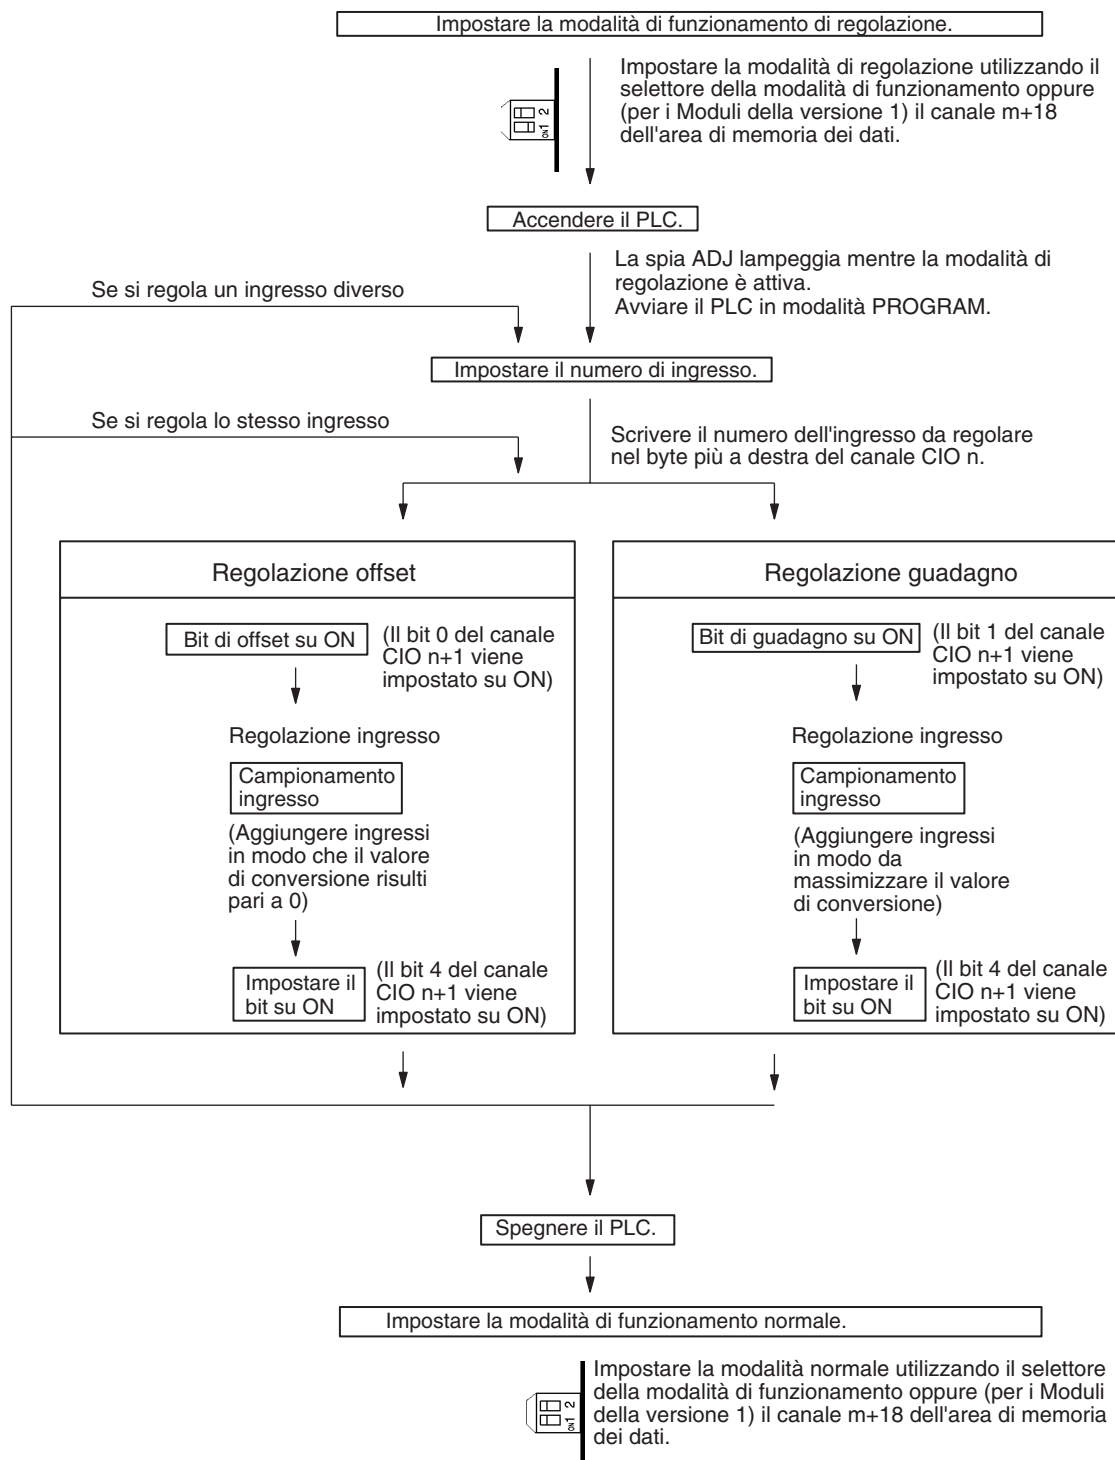 Impostare la modalità di funzionamento di regolazione.
Impostare la modalità di regolazione utilizzando il
selettore della modalità di funzionamento oppure
(per i Moduli della versione 1) il canale m+18
dell'area di memoria dei dati.
ON 1 2
Accendere il PLC.
La spia ADJ lampeggia mentre la modalità di
regolazione è attiva.
Avviare il PLC in modalità PROGRAM.
Se si regola un ingresso diverso
Impostare il numero di ingresso.
Se si regola lo stesso ingresso
Scrivere il numero dell'ingresso da regolare
nel byte più a destra del canale CIO n.
Regolazione offset
Bit di offset su ON
(Il bit 0 del canale
CIO n+1 viene
impostato su ON)
Regolazione ingresso
Campionamento
ingresso
(Aggiungere ingressi
in modo che il valore
di conversione risulti
pari a 0)
Impostare il
bit su ON
(Il bit 4 del canale
CIO n+1 viene
impostato su ON)
Regolazione guadagno
Bit di guadagno su ON
(Il bit 1 del canale
CIO n+1 viene
impostato su ON)
Regolazione ingresso
Campionamento
ingresso
(Aggiungere ingressi
in modo da
massimizzare il valore
di conversione)
Impostare il
bit su ON
(Il bit 4 del canale
CIO n+1 viene
impostato su ON)
Spegnere il PLC.
Impostare la modalità di funzionamento normale.
Impostare la modalità normale utilizzando il selettore
della modalità di funzionamento oppure (per i Moduli
della versione 1) il canale m+18 dell'area di memoria
dei dati.
ON 1 2